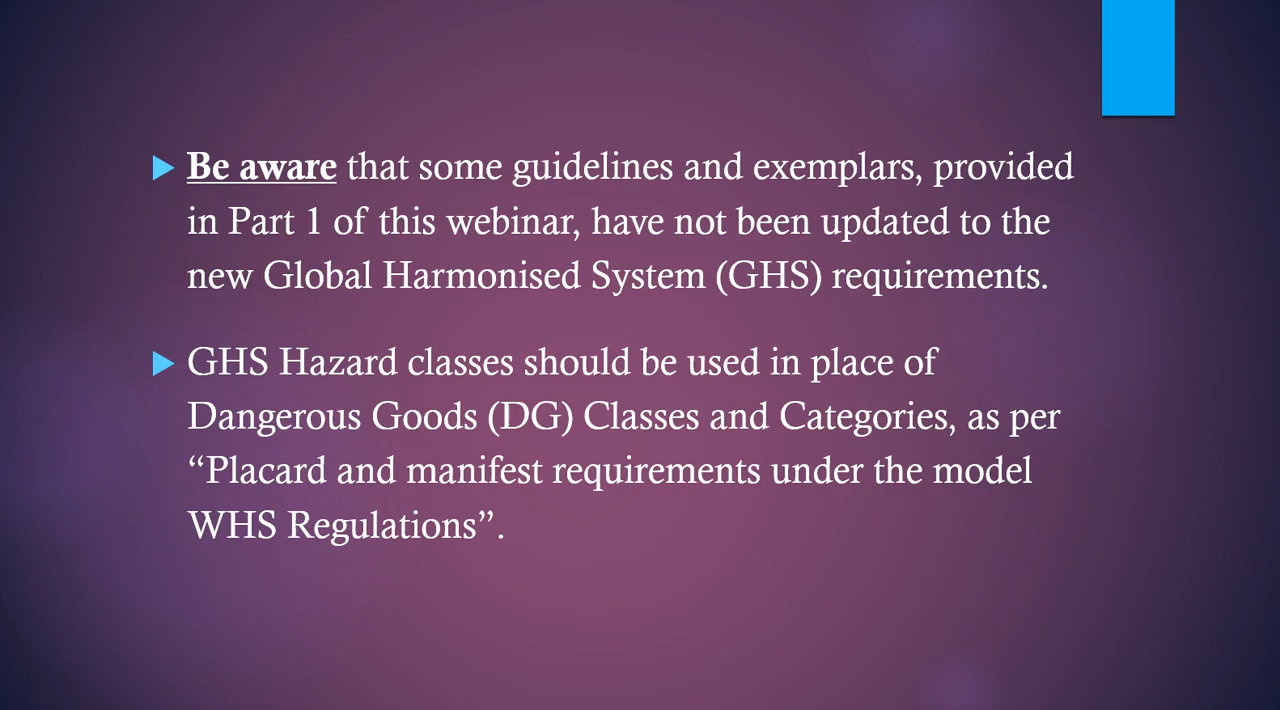 Be aware that some guidelines and exemplars, provided
in Part 1 of this webinar, have not been updated to the
new Global Harmonised System (GHS) requirements.
GHS Hazard classes should be used in place of
Dangerous Goods (DG) Classes and Categories, as per
“Placard and manifest requirements under the model
WHS Regulations”.